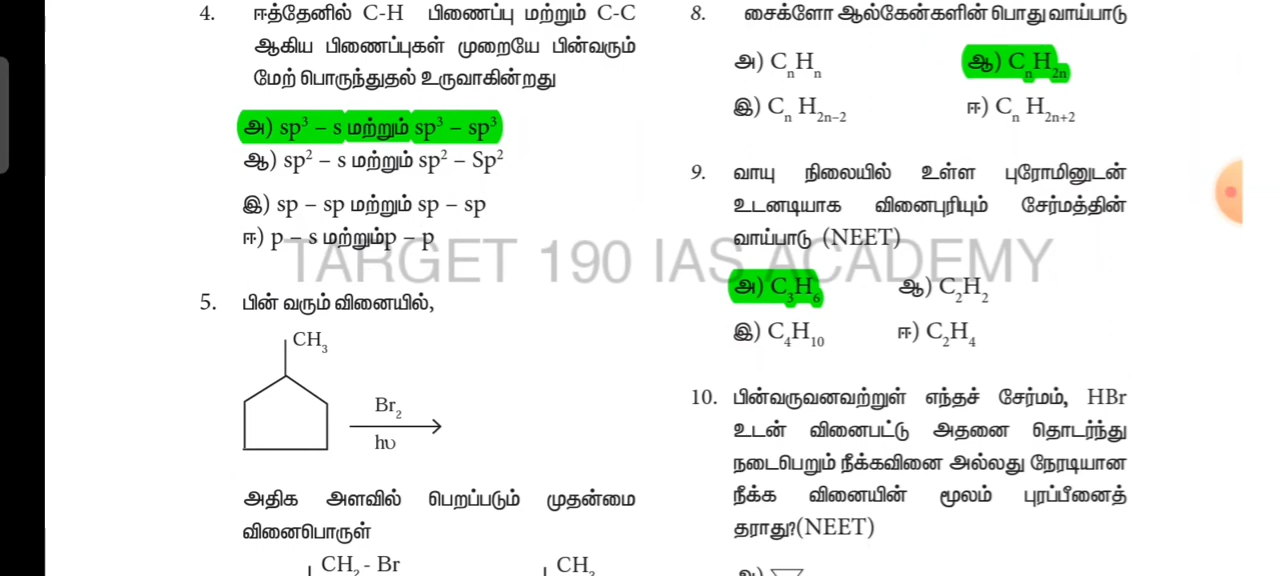 4. ஈத்தேனில் C-H பிணைப்பு மற்றும் C-C
ஆகிய பிணைப்புகள் முறையே பின்வரும்
மேற் பொருந்துதல் உருவாகின்றது
அ) sp³ – s மற்றும் sp³ – sp³
ஆ) sp² – s மற்றும் sp² – Sp²
இ) sp – sp மற்றும் sp – sp
ஈ) p – s மற்றும்p – p
5. பின் வரும் வினையில்,
CH₃
Br₂
hυ
அதிக அளவில் பெறப்படும் முதன்மை
வினைபொருள்
CH₂ - Br
CH₃
8. சைக்ளோ ஆல்கேன்களின் பொது வாய்பாடு
அ) CₙHₙ
ஆ) CₙH₂ₙ
இ) Cₙ H₂ₙ₋₂
ஈ) Cₙ H₂ₙ₊₂
9. வாயு நிலையில் உள்ள புரோமினுடன்
உடனடியாக வினைபுரியும் சேர்மத்தின்
வாய்பாடு (NEET)
அ) C₃H₆
ஆ) C₂H₂
இ) C₄H₁₀
ஈ) C₂H₄
10. பின்வருவனவற்றுள் எந்தச் சேர்மம், HBr
உடன் வினைபட்டு அதனை தொடர்ந்து
நடைபெறும் நீக்கவினை அல்லது நேரடியான
நீக்க வினையின் மூலம் புரப்பீனைத்
தராது?(NEET)
அ)
TARGET 190 IAS ACADEMY